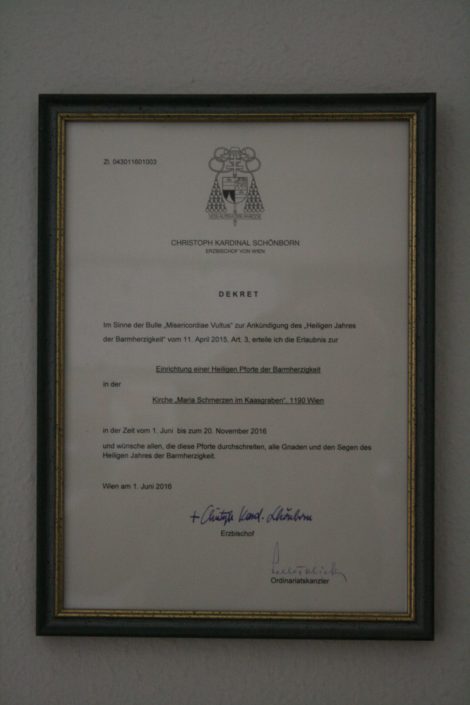 Zl. 043011601003
CHRISTOPH KARDINAL SCHÖNBORN
ERZBISCHOF VON WIEN
DEKRET
Im Sinne der Bulle „Misericordiae Vultus“ zur Ankündigung des „Heiligen Jahres
der Barmherzigkeit“ vom 11. April 2015, Art. 3, erteile ich die Erlaubnis zur
Einrichtung einer Heiligen Pforte der Barmherzigkeit
in der
Kirche „Maria Schmerzen im Kaasgraben“, 1190 Wien
in der Zeit vom 1. Juni bis zum 20. November 2016
und wünsche allen, die diese Pforte durchschreiten, alle Gnaden und den Segen des
Heiligen Jahres der Barmherzigkeit.
Wien am 1. Juni 2016
+ Christoph Kard. Schönborn
Erzbischof
Ordinariatskanzler